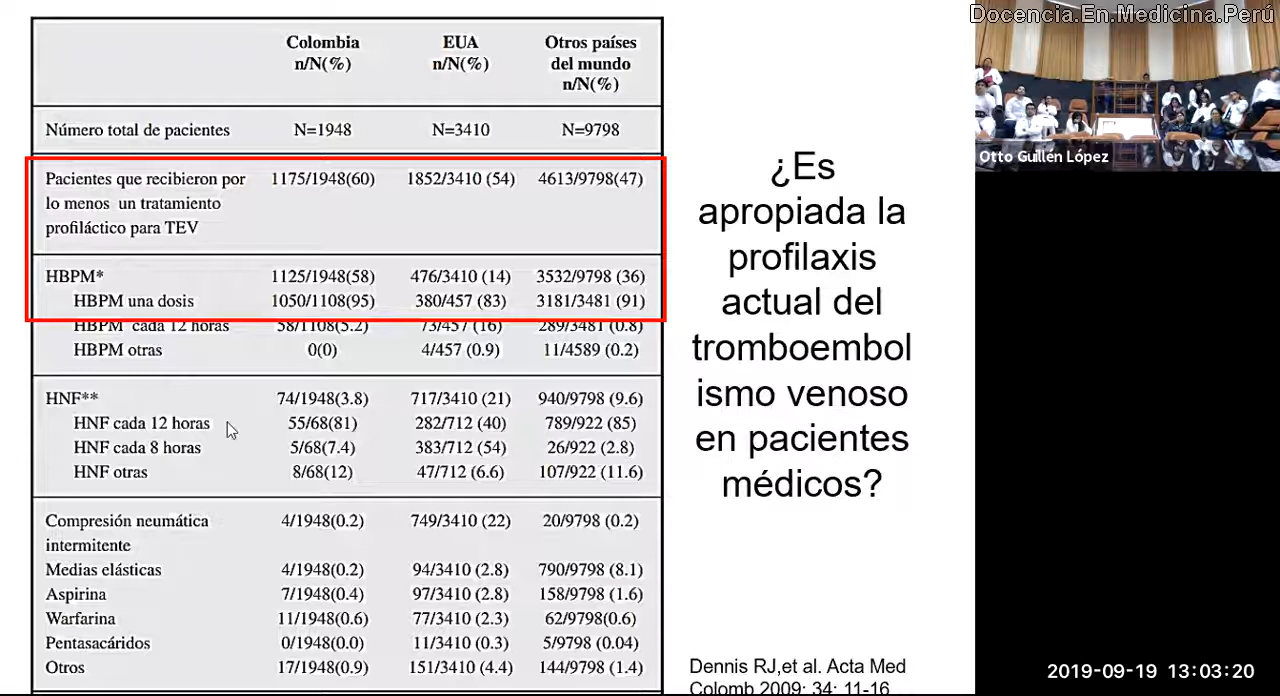 Docencia.En.Medicina.Perú
Colombia EUA Otros países
n/N(%) n/N(%) del mundo
n/N(%)
Número total de pacientes N=1948 N=3410 N=9798
Pacientes que recibieron por 1175/1948(60) 1852/3410 (54) 4613/9798(47)
lo menos un tratamiento
profiláctico para TEV
HBPM* 1125/1948(58) 476/3410 (14) 3532/9798 (36)
HBPM una dosis 1050/1108(95) 380/457 (83) 3181/3481 (91)
HBPM cada 12 horas 58/1108(5.2) 73/457 (16) 289/3481 (0.8)
HBPM otras 0(0) 4/457 (0.9) 11/4589 (0.2)
HNF** 74/1948(3.8) 717/3410 (21) 940/9798 (9.6)
HNF cada 12 horas 55/68(81) 282/712 (40) 789/922 (85)
HNF cada 8 horas 5/68(7.4) 383/712 (54) 26/922 (2.8)
HNF otras 8/68(12) 47/712 (6.6) 107/922 (11.6)
Compresión neumática 4/1948(0.2) 749/3410 (22) 20/9798 (0.2)
intermitente
Medias elásticas 4/1948(0.2) 94/3410 (2.8) 790/9798 (8.1)
Aspirina 7/1948(0.4) 97/3410 (2.8) 158/9798 (1.6)
Warfarina 11/1948(0.6) 77/3410 (2.3) 62/9798(0.6)
Pentasacáridos 0/1948(0.0) 11/3410 (0.3) 5/9798 (0.04)
Otros 17/1948(0.9) 151/3410 (4.4) 144/9798 (1.4)
¿Es
apropiada la
profilaxis
actual del
tromboembol
ismo venoso
en pacientes
médicos?
Dennis RJ,et al. Acta Med
Colomb 2009; 34: 11-16
Otto Guillén López
2019-09-19 13:03:20